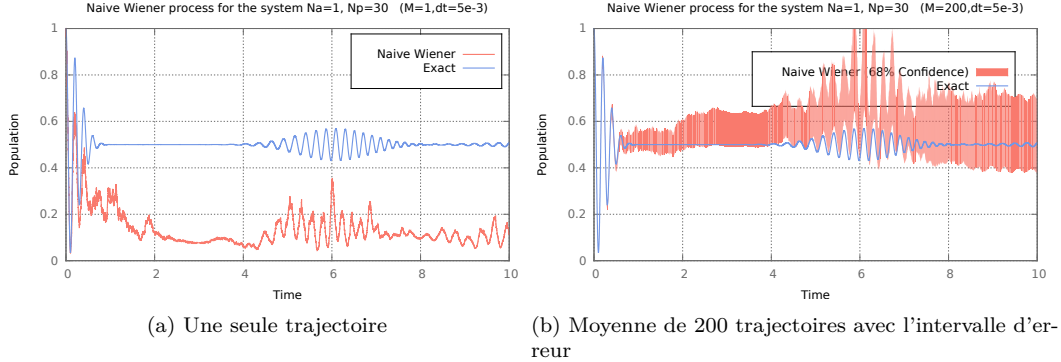 Naive Wiener process for the system Na=1, Np=30 (M=1,dt=5e-3)
1
0.8
0.6
0.4
0.2
0
Population
Naive Wiener
Exact
0 2 4 6 8 10
Time
(a) Une seule trajectoire
Naive Wiener process for the system Na=1, Np=30 (M=200,dt=5e-3)
1
0.8
0.6
0.4
0.2
0
Population
Naive Wiener (68% Confidence)
Exact
0 2 4 6 8 10
Time
(b) Moyenne de 200 trajectoires avec l'intervalle d'er-
reur